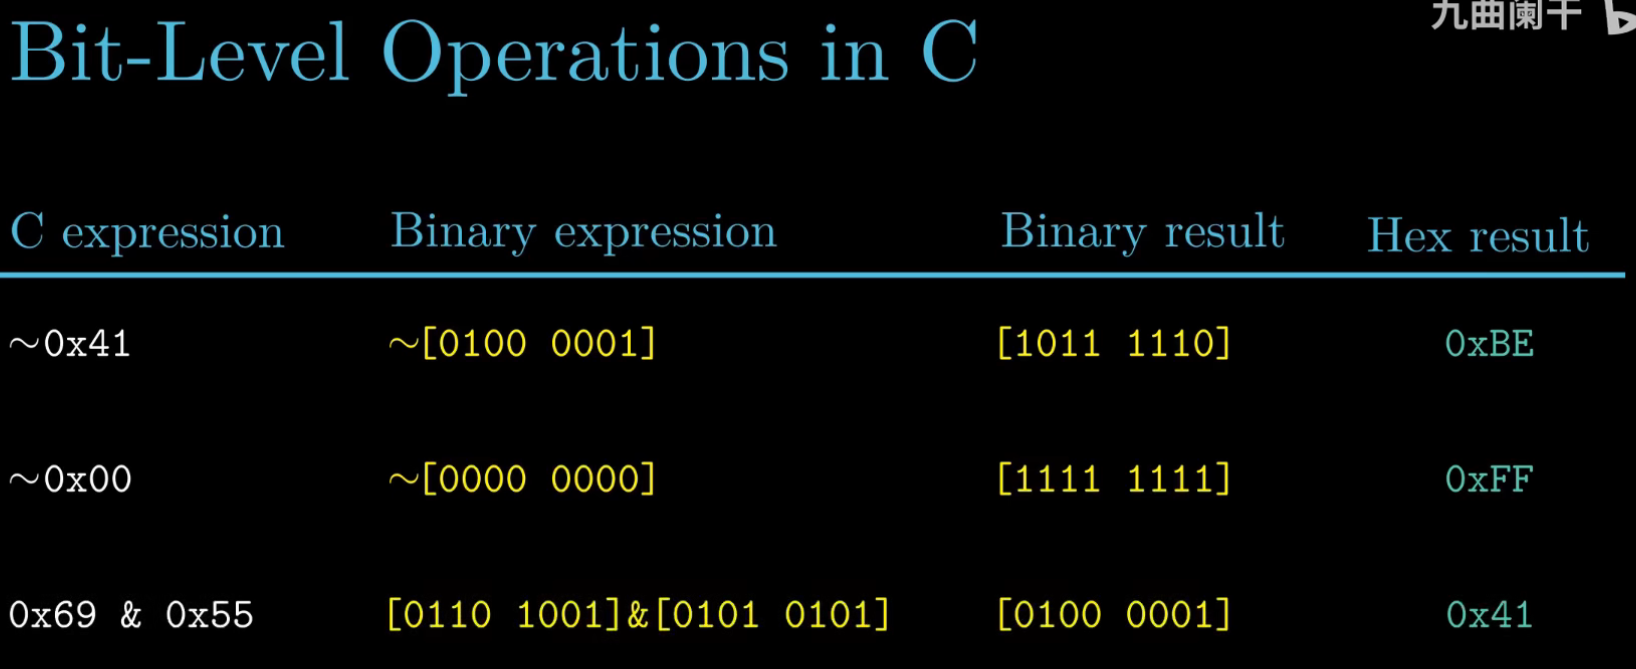 九曲阑干
Bit-Level Operations in C
C expression Binary expression Binary result Hex result
~0x41 ~[0100 0001] [1011 1110] 0xBE
~0x00 ~[0000 0000] [1111 1111] 0xFF
0x69 & 0x55 [0110 1001]&[0101 0101] [0100 0001] 0x41